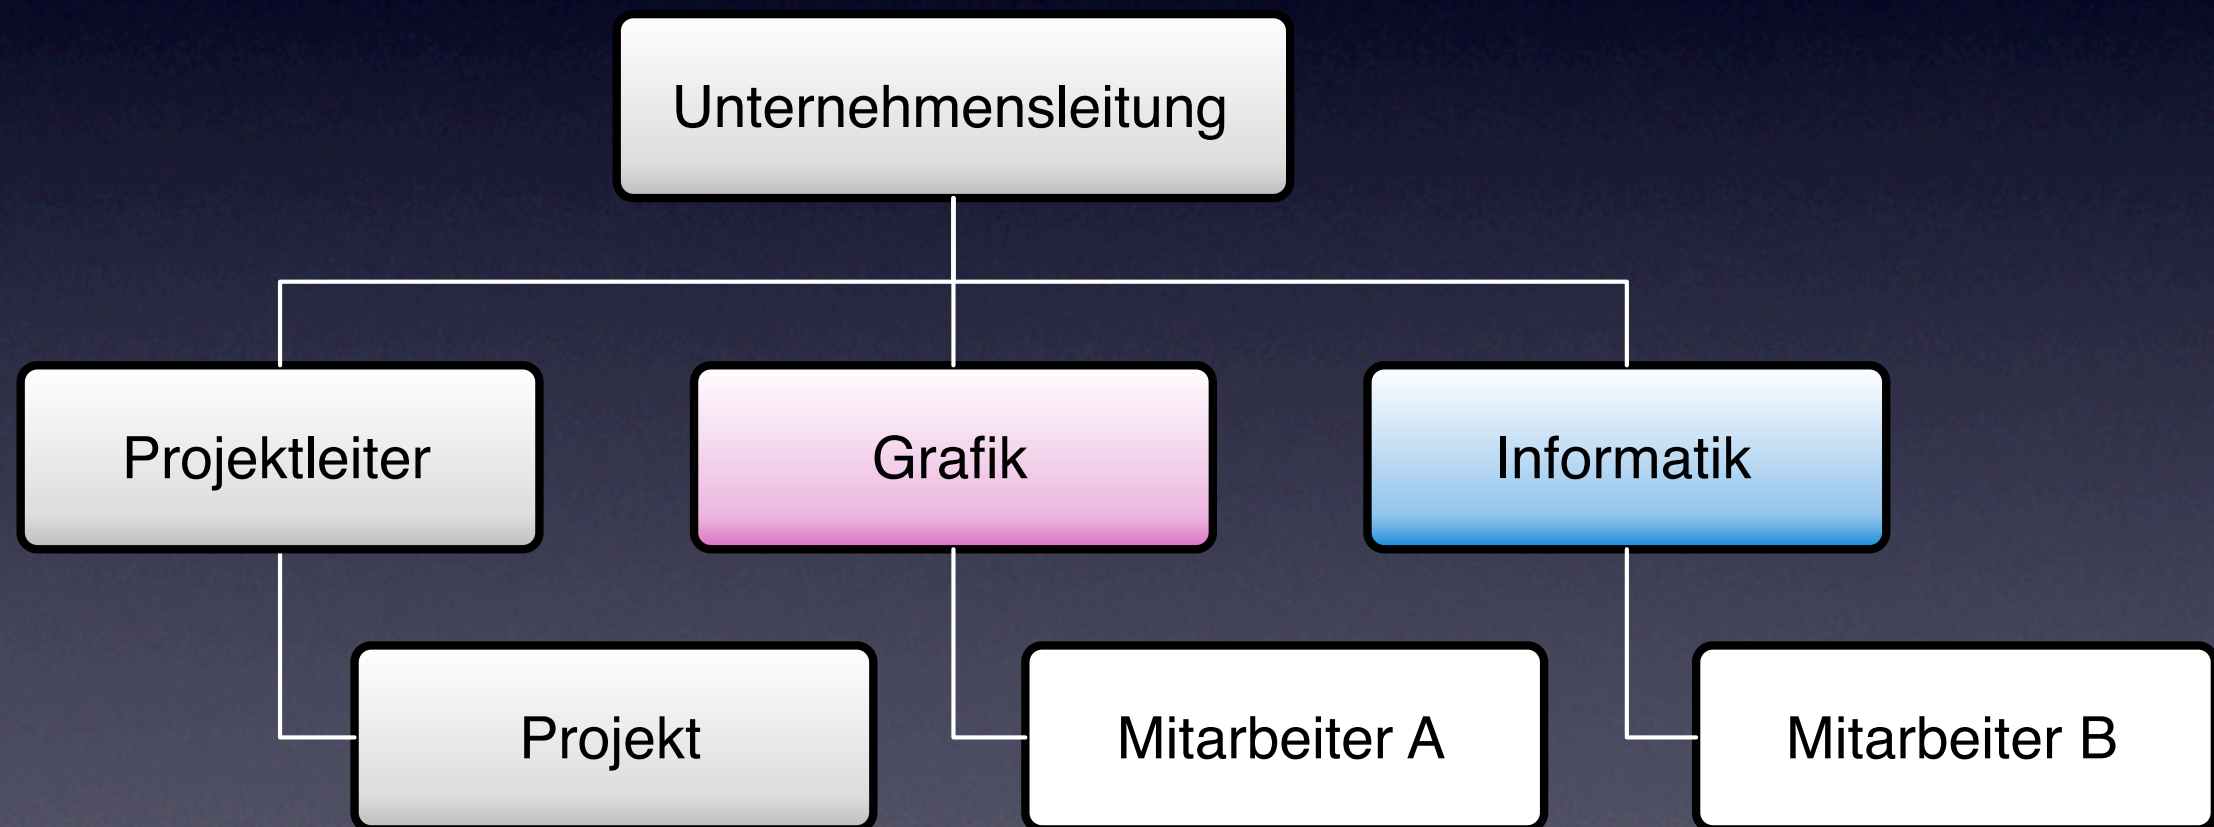 Unternehmensleitung
Projektleiter
Grafik
Informatik
Projekt
Mitarbeiter A
Mitarbeiter B